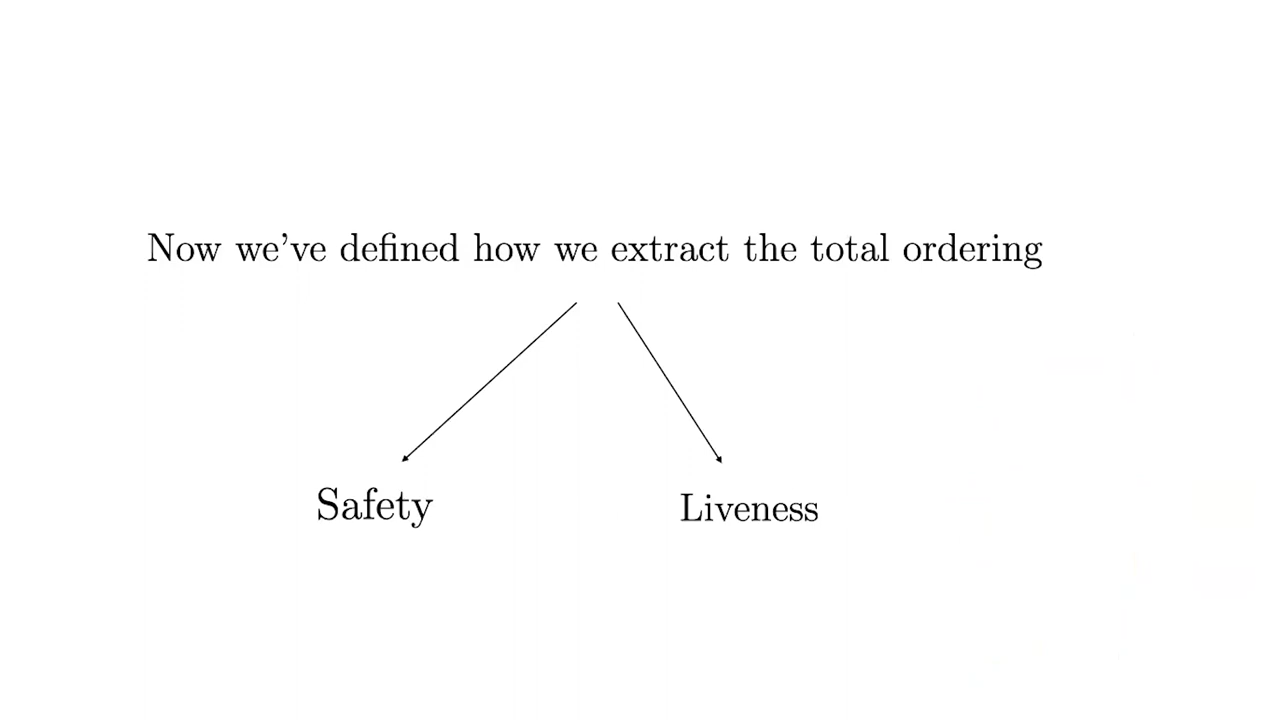 Now we've defined how we extract the total ordering
Safety
Liveness